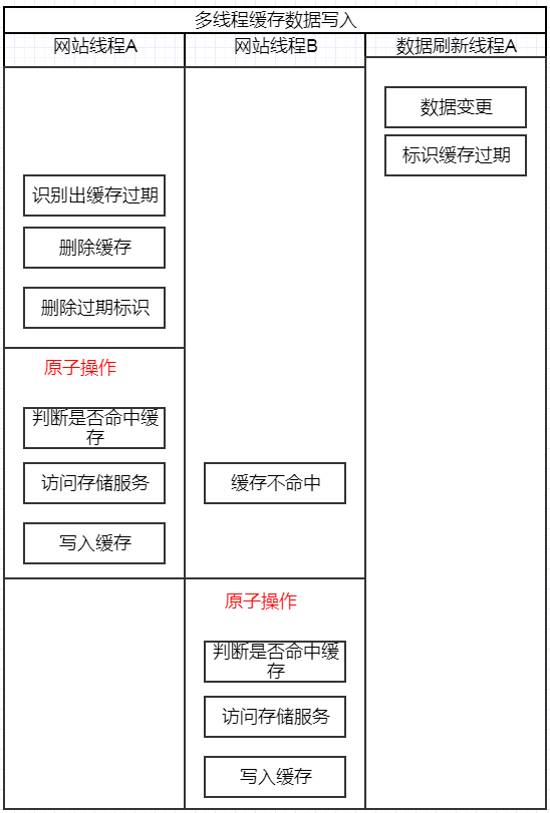 多线程缓存数据写入
网站线程A
网站线程B
数据刷新线程A
数据变更
标识缓存过期
识别出缓存过期
删除缓存
删除过期标识
原子操作
判断是否命中缓
存
访问存储服务
缓存不命中
写入缓存
原子操作
判断是否命中缓
存
访问存储服务
写入缓存